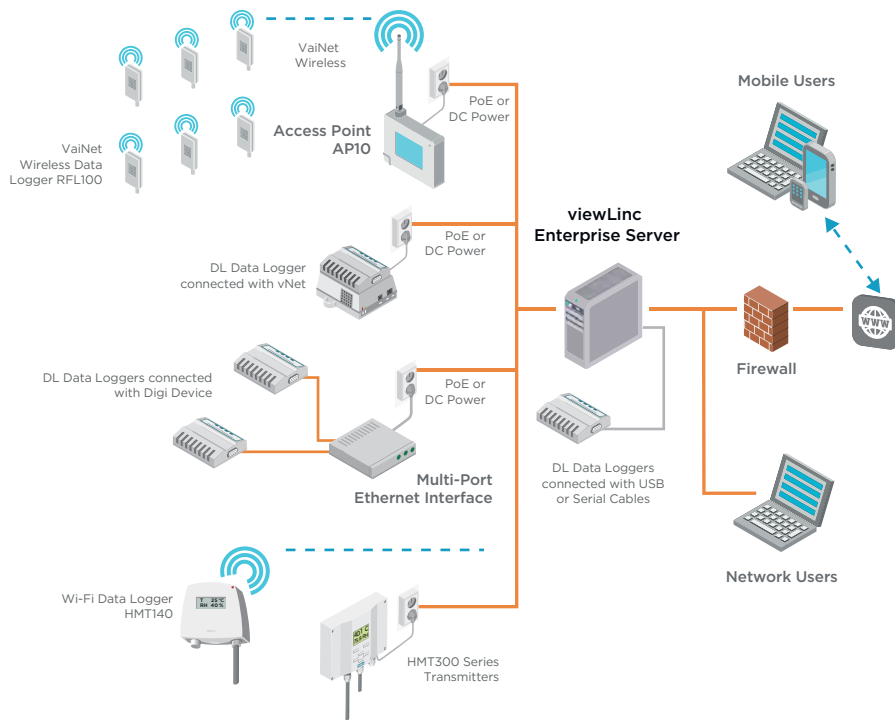 VaiNet
Wireless
PoE or
DC Power
Access Point
AP10
VaiNet
Wireless Data
Logger RFL100
Mobile Users
viewLinc
Enterprise Server
PoE or
DC Power
DL Data Logger
connected with vNet
WWW
Firewall
DL Data Loggers connected
with Digi Device
PoE or
DC Power
Multi-Port
Ethernet Interface
DL Data Loggers
connected with USB
or Serial Cables
Network Users
Wi-Fi Data Logger
HMT140
T 25°C
RH 40%
HMT300 Series
Transmitters